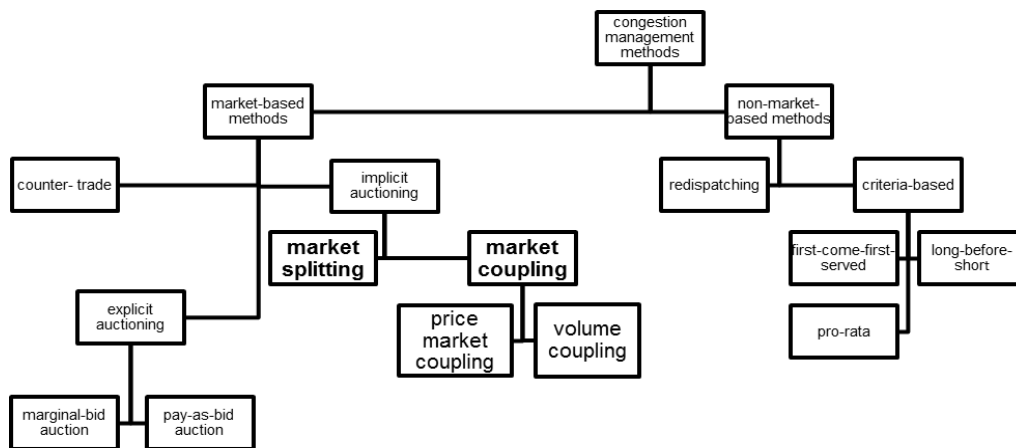 congestion
management
methods
market-based
methods
non-market-
based methods
counter- trade
implicit
auctioning
redispatching
criteria-based
market
splitting
market
coupling
first-come-first-
served
long-before-
short
explicit
auctioning
price
market
coupling
volume
coupling
pro-rata
marginal-bid
auction
pay-as-bid
auction